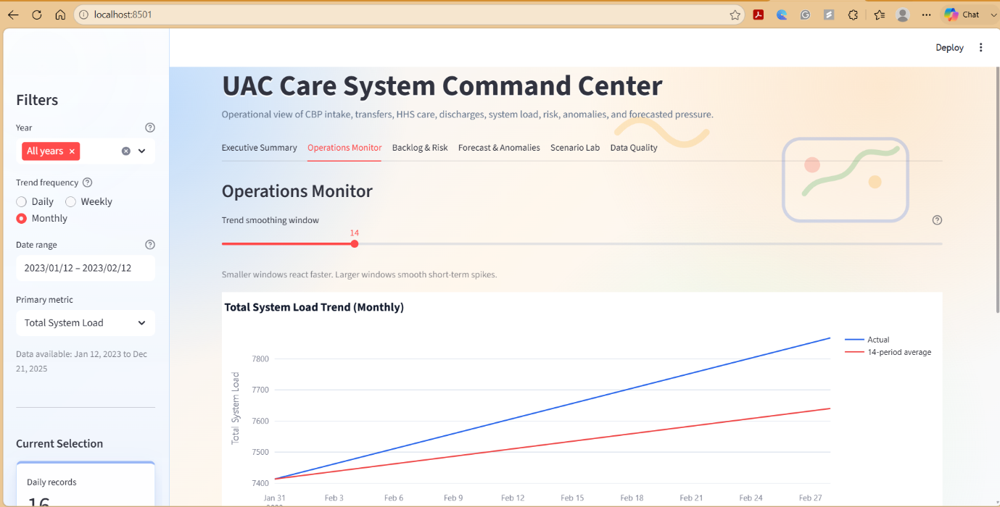 localhost:8501
Chat
Deploy
Filters
Year
All years ×
Trend frequency
Daily
Weekly
Monthly
Date range
2023/01/12 – 2023/02/12
Primary metric
Total System Load
Data available: Jan 12, 2023 to Dec
21, 2025
Current Selection
Daily records
16
UAC Care System Command Center
Operational view of CBP intake, transfers, HHS care, discharges, system load, risk, anomalies, and forecasted pressure.
Executive Summary
Operations Monitor
Backlog & Risk
Forecast & Anomalies
Scenario Lab
Data Quality
Operations Monitor
Trend smoothing window
14
Smaller windows react faster. Larger windows smooth short-term spikes.
Total System Load Trend (Monthly)
Actual
14-period average
Total System Load
7800
7700
7600
7500
7400
Jan 31
Feb 3
Feb 6
Feb 9
Feb 12
Feb 15
Feb 18
Feb 21
Feb 24
Feb 27